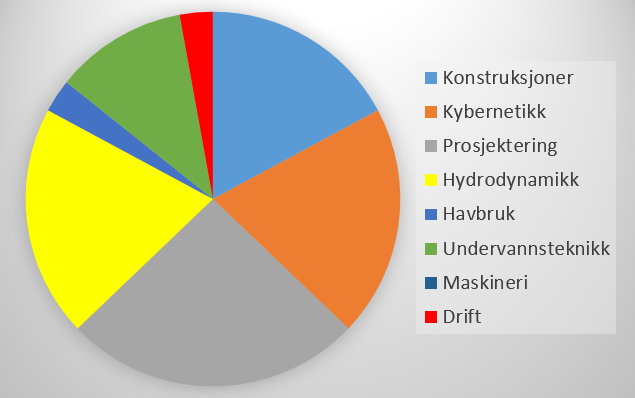 Konstruksjoner
Kybernetikk
Prosjektering
Hydrodynamikk
Havbruk
Undervannsteknikk
Maskineri
Drift